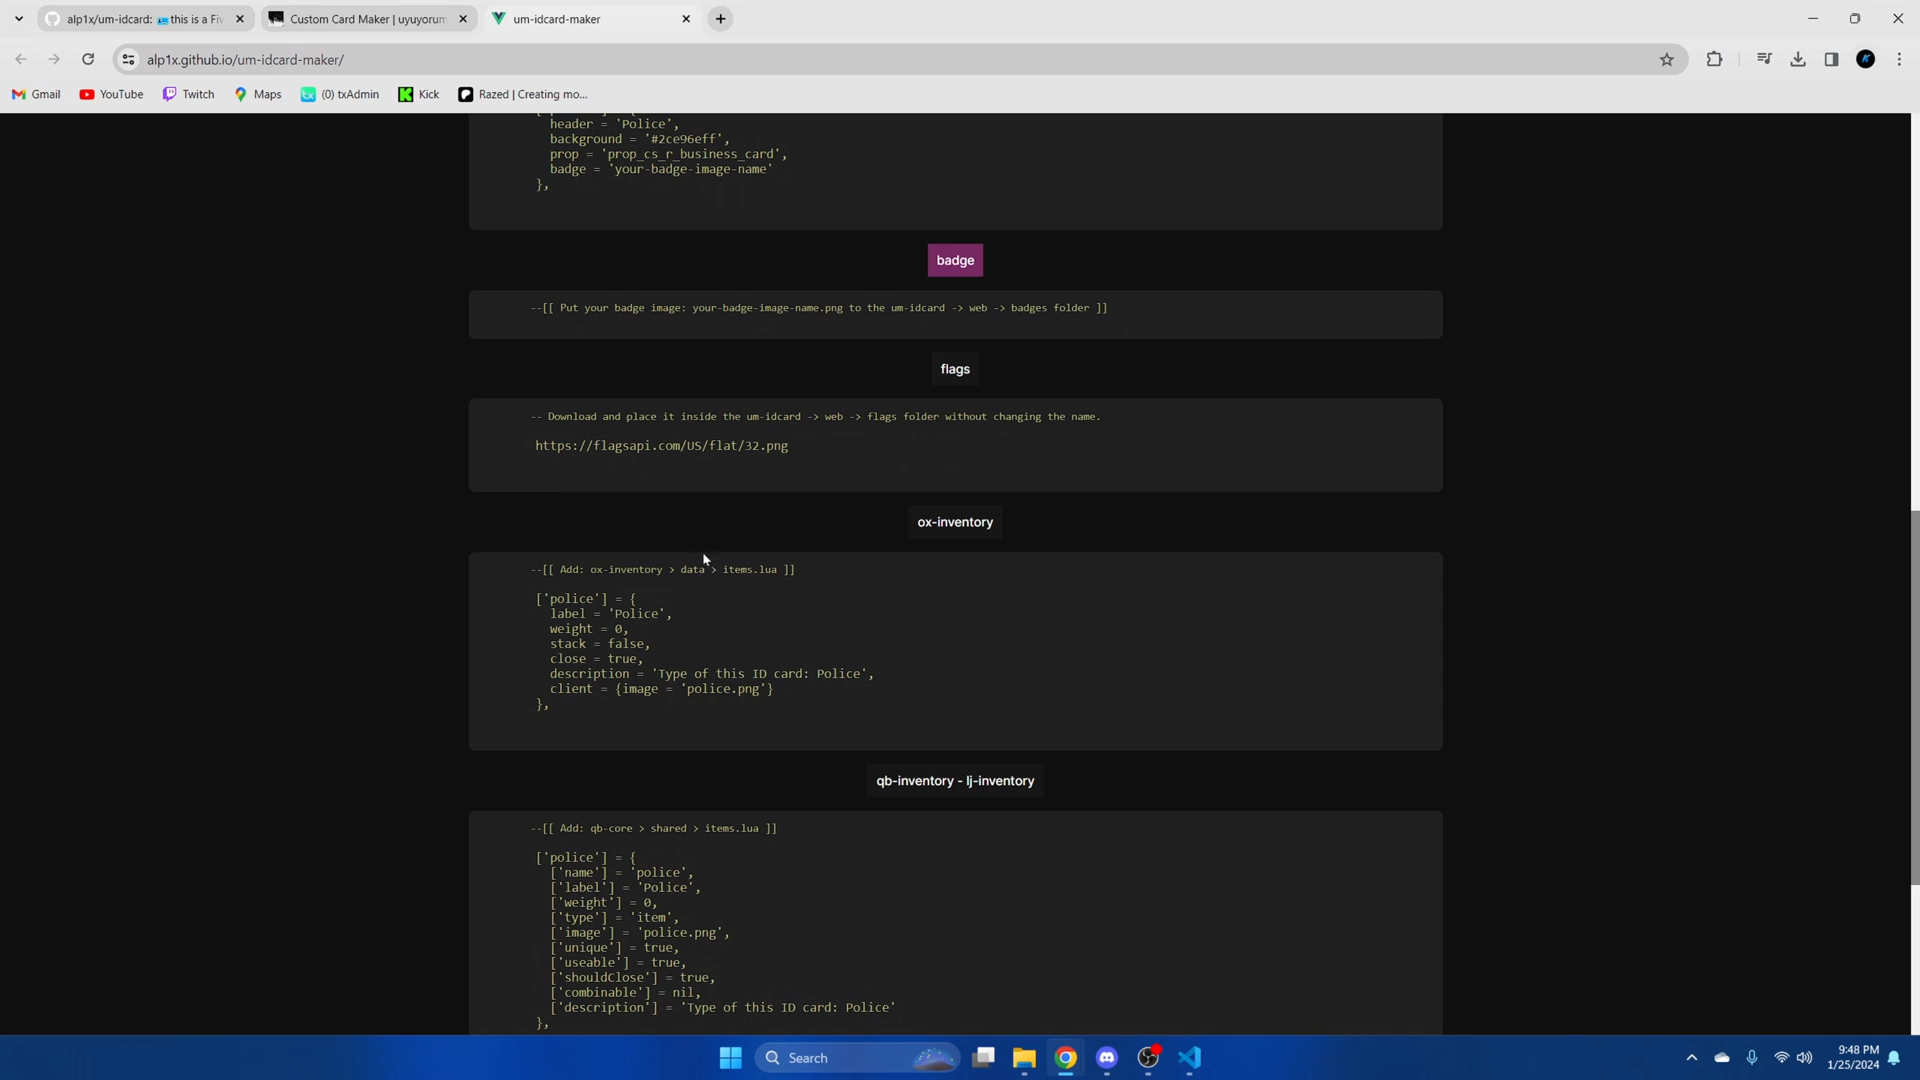 alp1x/um-idcard: 🪪 this is a Fiv
Custom Card Maker | uyuyorum
um-idcard-maker
alp1x.github.io/um-idcard-maker/
Gmail
YouTube
Twitch
Maps
(0) txAdmin
Kick
Razed | Creating mo...
header = 'Police',
background = '#2ce96eff',
prop = 'prop_cs_r_business_card',
badge = 'your-badge-image-name'
},
badge
--[[ Put your badge image: your-badge-image-name.png to the um-idcard -> web -> badges folder ]]
flags
-- Download and place it inside the um-idcard -> web -> flags folder without changing the name.
https://flagsapi.com/US/flat/32.png
ox-inventory
--[[ Add: ox-inventory > data > items.lua ]]
['police'] = {
label = 'Police',
weight = 0,
stack = false,
close = true,
description = 'Type of this ID card: Police',
client = {image = 'police.png'}
},
qb-inventory - lj-inventory
--[[ Add: qb-core > shared > items.lua ]]
['police'] = {
['name'] = 'police',
['label'] = 'Police',
['weight'] = 0,
['type'] = 'item',
['image'] = 'police.png',
['unique'] = true,
['useable'] = true,
['shouldClose'] = true,
['combinable'] = nil,
['description'] = 'Type of this ID card: Police'
},
Search
9:48 PM
1/25/2024